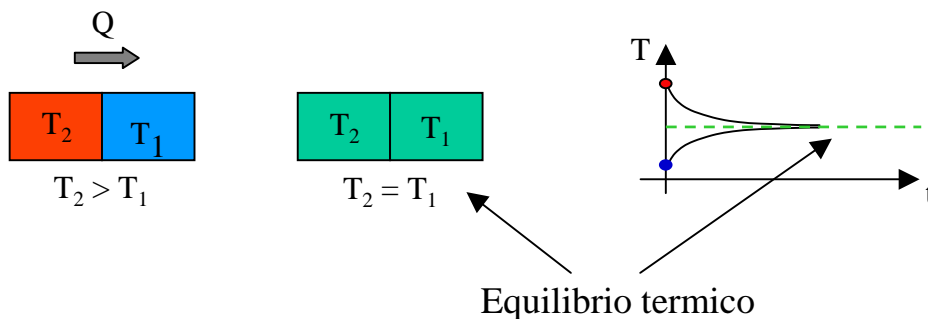 Q
T
T₂
T₁
T₂
T₁
T₂ > T₁
T₂ = T₁
t
Equilibrio termico